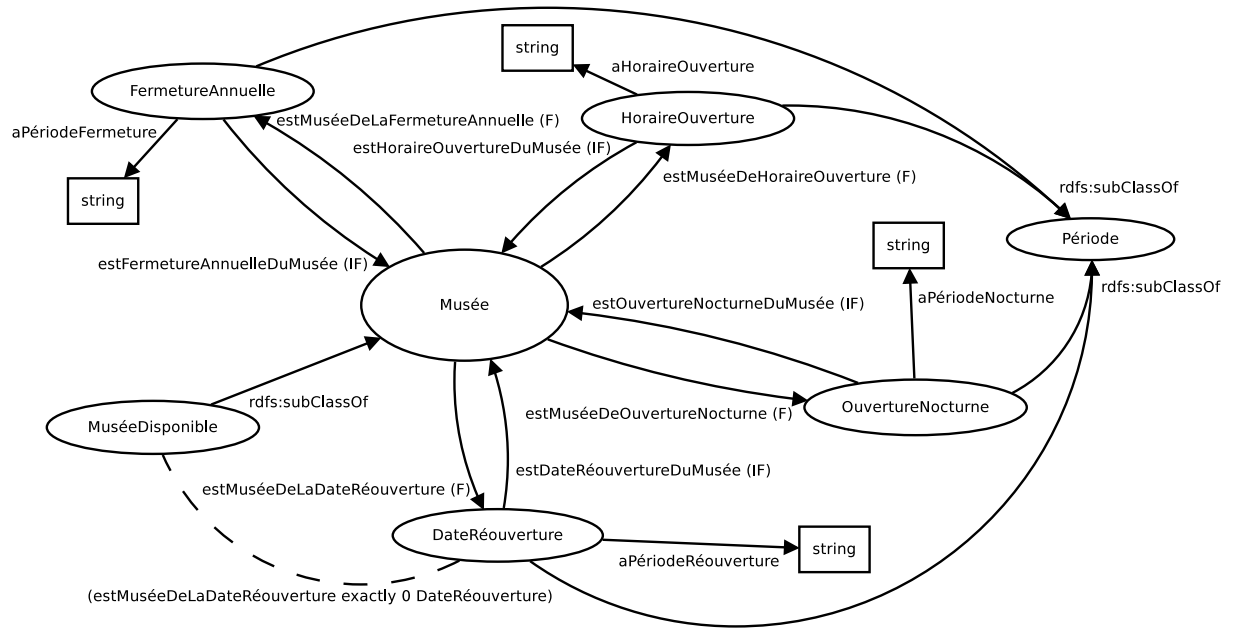 string
aHoraireOuverture
FermetureAnnuelle
HoraireOuverture
estMuséeDeLaFermetureAnnuelle (F)
aPériodeFermeture
estHoraireOuvertureDuMusée (IF)
estMuséeDeHoraireOuverture (F)
rdfs:subClassOf
string
Période
string
estFermetureAnnuelleDuMusée (IF)
rdfs:subClassOf
aPériodeNocturne
Musée
estOuvertureNocturneDuMusée (IF)
rdfs:subClassOf
OuvertureNocturne
estMuséeDeOuvertureNocturne (F)
MuséeDisponible
estDateRéouvertureDuMusée (IF)
estMuséeDeLaDateRéouverture (F)
DateRéouverture
string
aPériodeRéouverture
(estMuséeDeLaDateRéouverture exactly 0 DateRéouverture)